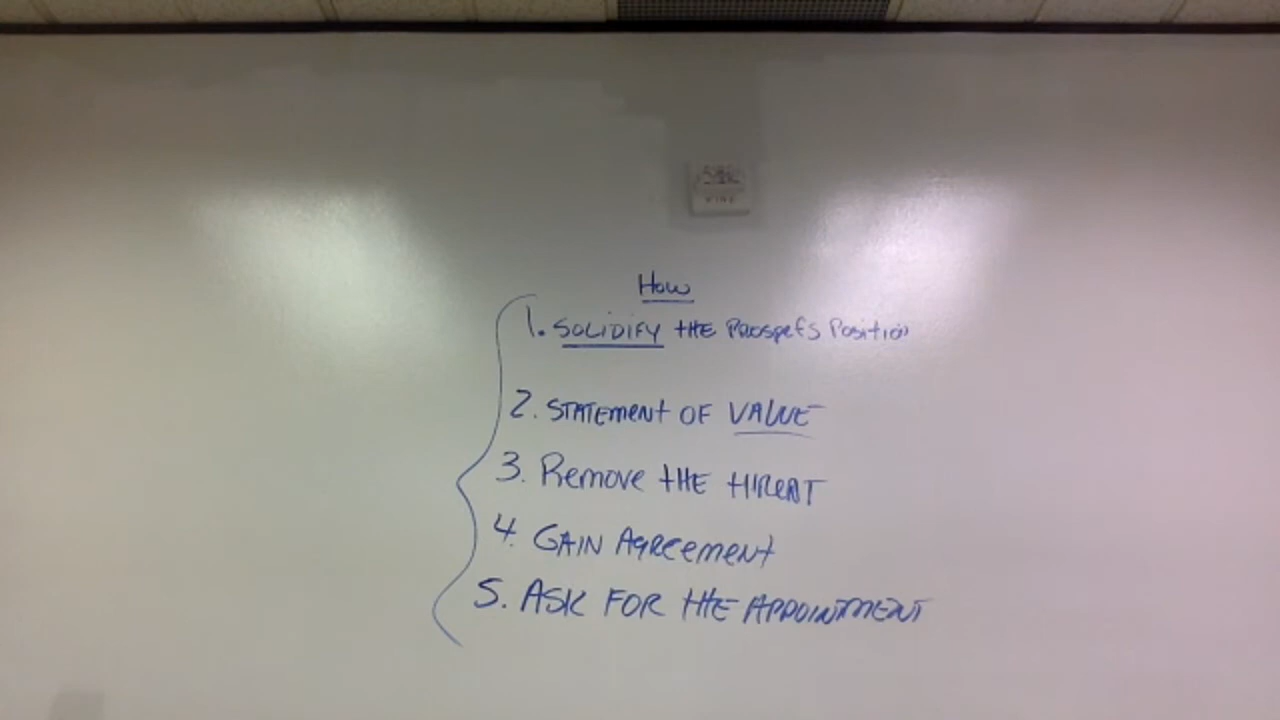 How
1. SOLIDIFY THE PROSPEFS POSITION
2. STATEMENT OF VALUE
3. Remove THE THREAT
4. GAIN AGREEMENT
5. ASK FOR THE APPOINTMENT